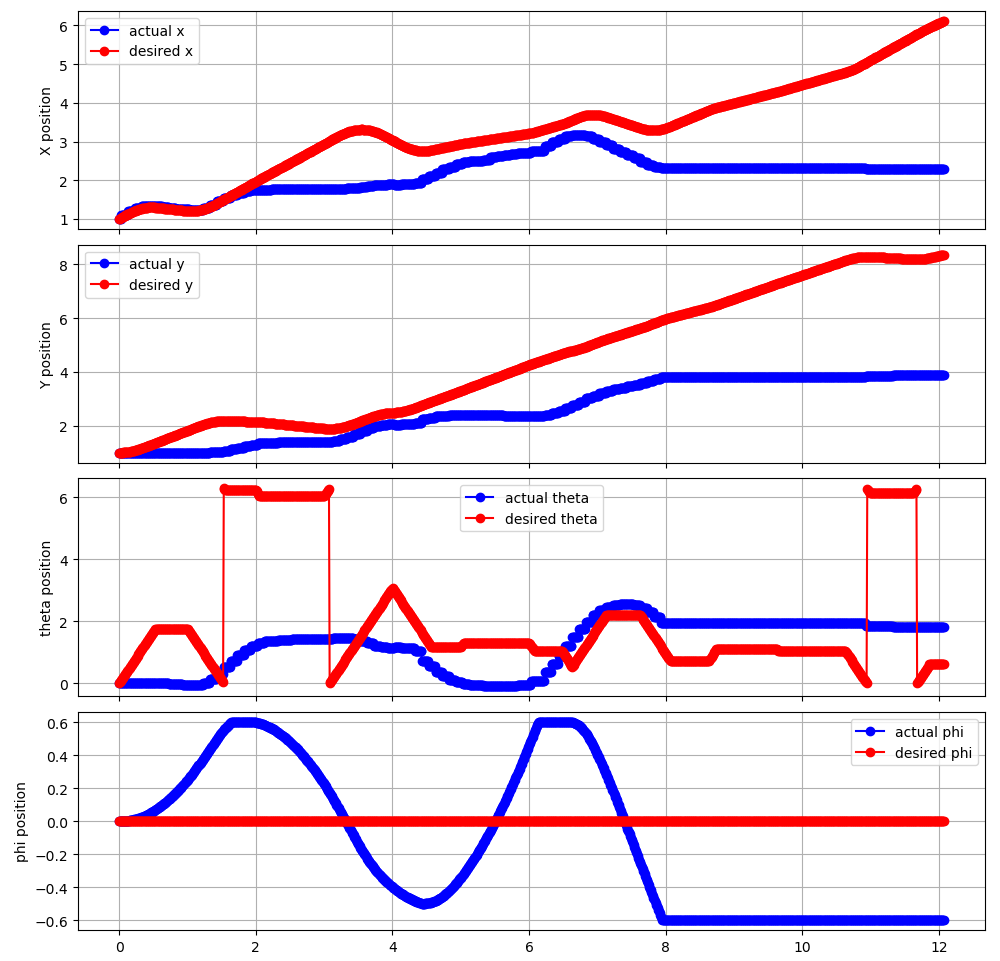 6
5
4
3
2
1
X position
actual x
desired x
8
6
4
2
Y position
actual y
desired y
6
4
2
0
theta position
actual theta
desired theta
0.6
0.4
0.2
0.0
−0.2
−0.4
−0.6
phi position
actual phi
desired phi
0 2 4 6 8 10 12